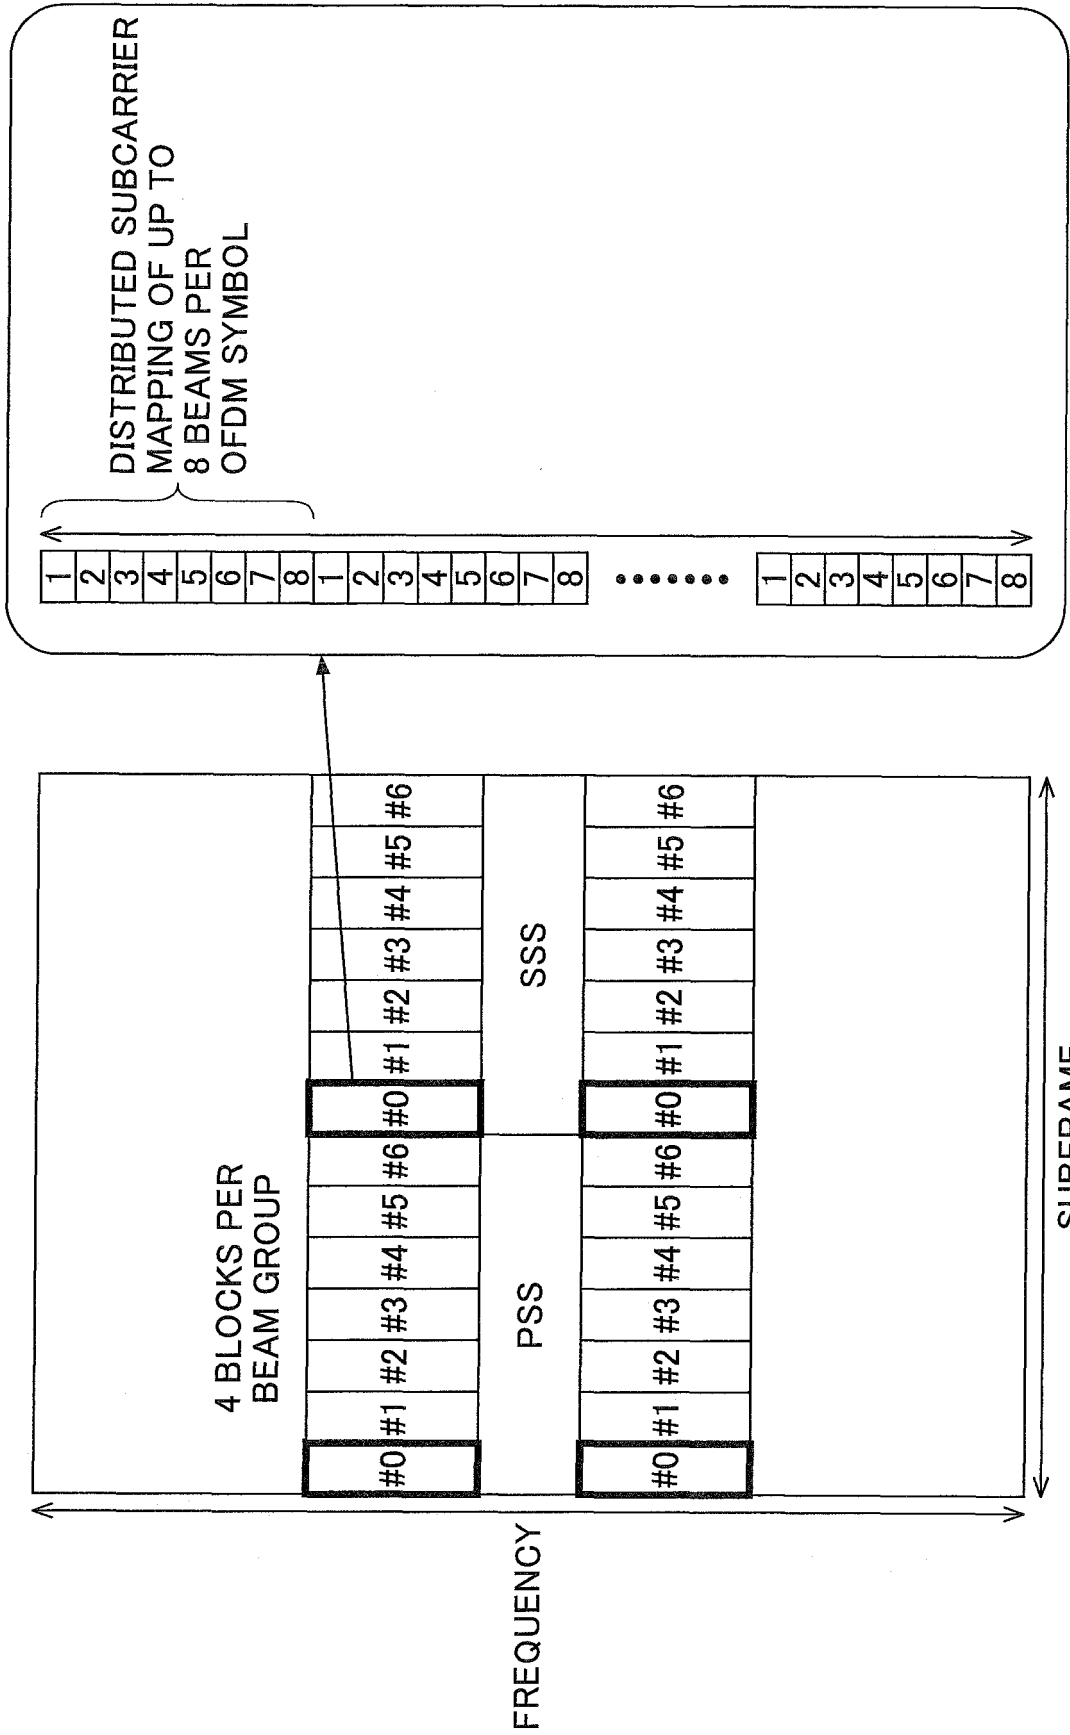 FREQUENCY
4 BLOCKS PER
BEAM GROUP
#0 #1 #2 #3 #4 #5 #6 #0 #1 #2 #3 #4 #5 #6
PSS SSS
#0 #1 #2 #3 #4 #5 #6 #0 #1 #2 #3 #4 #5 #6
SUBFRAME
DISTRIBUTED SUBCARRIER
MAPPING OF UP TO
8 BEAMS PER
OFDM SYMBOL
1
2
3
4
5
6
7
8
1
2
3
4
5
6
7
8
1
2
3
4
5
6
7
8